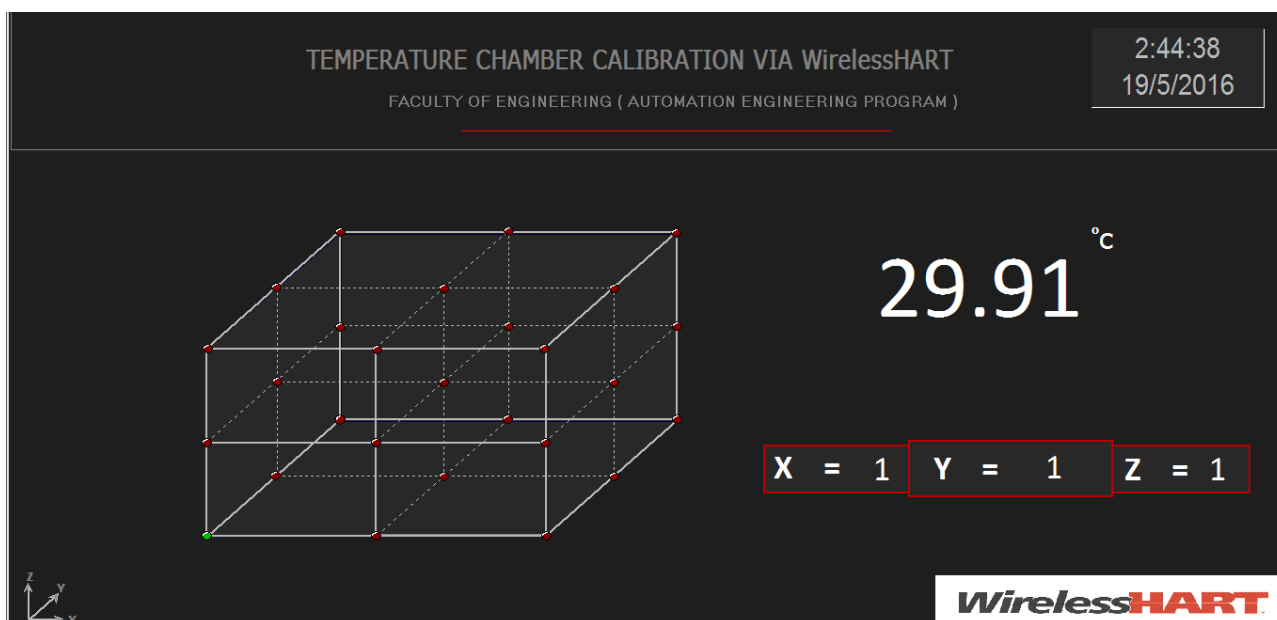 TEMPERATURE CHAMBER CALIBRATION VIA WirelessHART
FACULTY OF ENGINEERING ( AUTOMATION ENGINEERING PROGRAM )
2:44:38
19/5/2016
29.91 °C
X = 1 Y = 1 Z = 1
Z
Y
X
WirelessHART